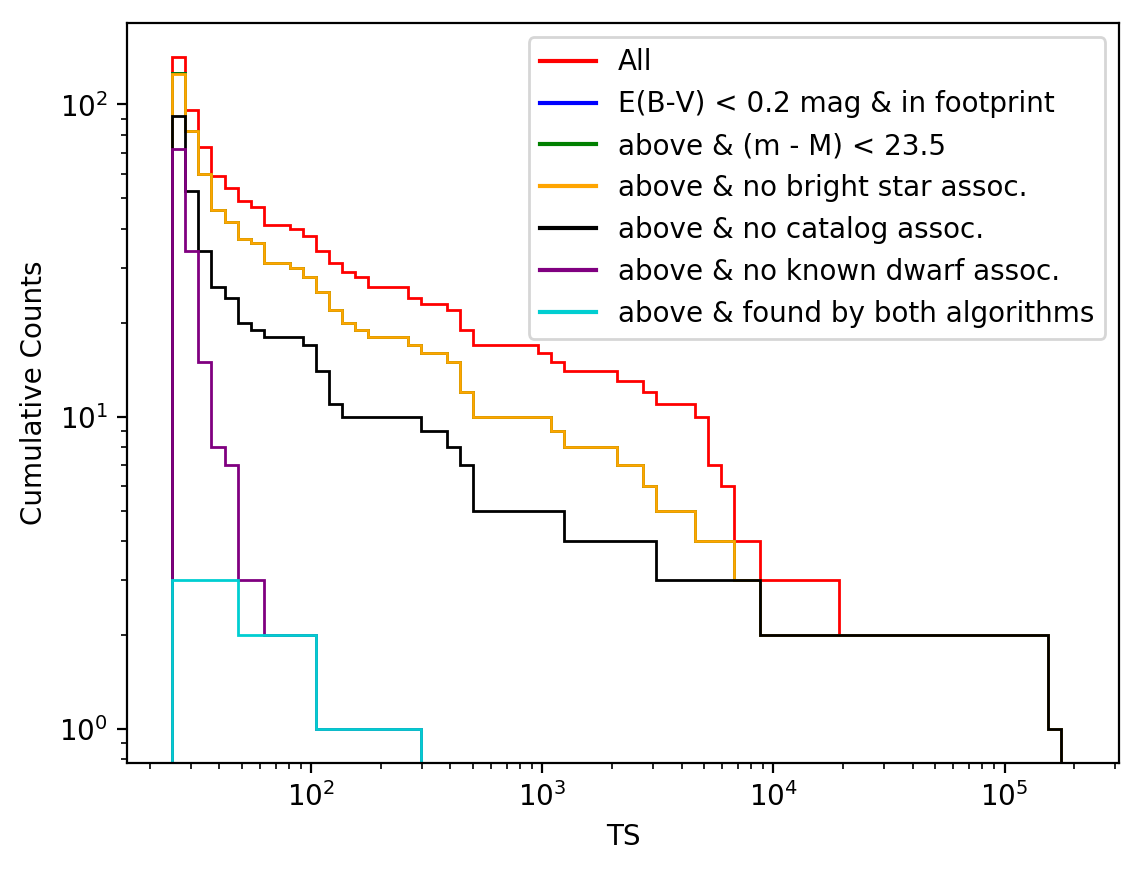 All
E(B-V) < 0.2 mag & in footprint
above & (m - M) < 23.5
above & no bright star assoc.
above & no catalog assoc.
above & no known dwarf assoc.
above & found by both algorithms
Cumulative Counts
10²
10¹
10⁰
10² 10³ 10⁴ 10⁵
TS